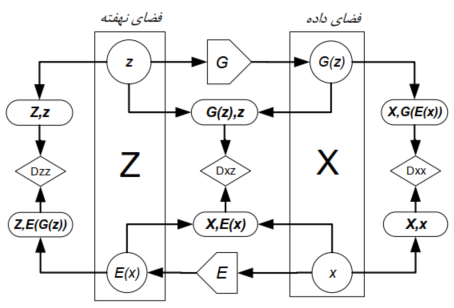 فضای نهفته
فضای داده
z
G
G(z)
Z,z
G(z),z
X,G(E(x))
Dzz
Z
Dxz
X
Dxx
Z,E(G(z))
X,E(x)
X,x
E(x)
E
x